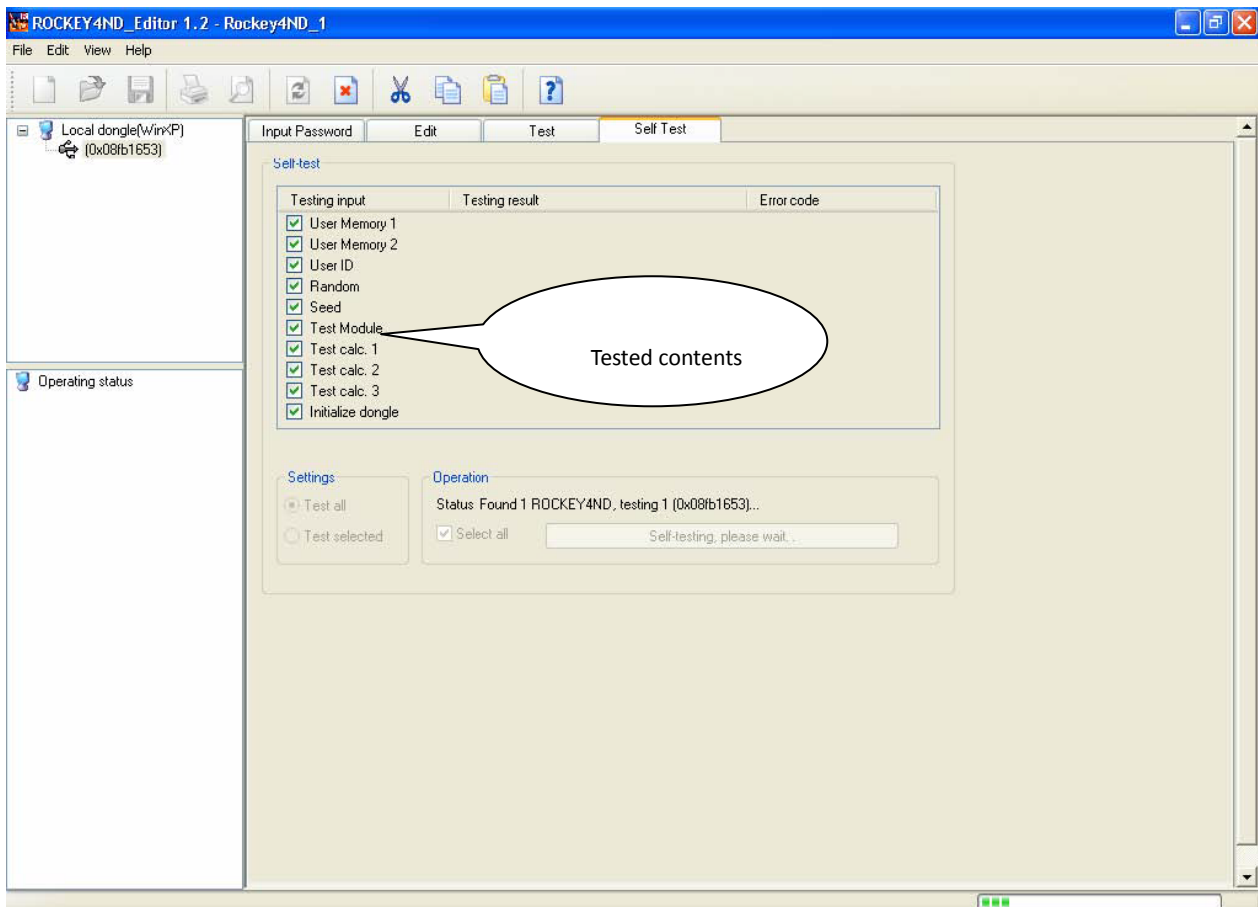 ROCKEY4ND_Editor 1.2 - Rockey4ND_1
File Edit View Help
Local dongle(WinXP)
(0x08fb1653)
Operating status
Input Password Edit Test Self Test
Self-test
Testing input Testing result Error code
User Memory 1
User Memory 2
User ID
Random
Seed
Test Module
Test calc. 1
Test calc. 2
Test calc. 3
Initialize dongle
Tested contents
Settings
Test all
Test selected
Operation
Status Found 1 ROCKEY4ND, testing 1 (0x08fb1653)...
Select all
Self-testing, please wait. .